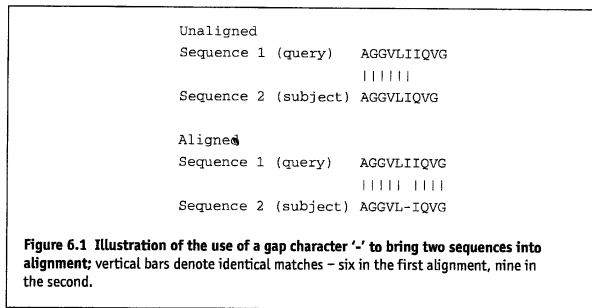 Unaligned
Sequence 1 (query) AGGVLIIQVG
||||||
Sequence 2 (subject) AGGVLIQVG
Aligned
Sequence 1 (query) AGGVLIIQVG
||||| ||||
Sequence 2 (subject) AGGVL-IQVG
Figure 6.1 Illustration of the use of a gap character '-' to bring two sequences into
alignment; vertical bars denote identical matches – six in the first alignment, nine in
the second.